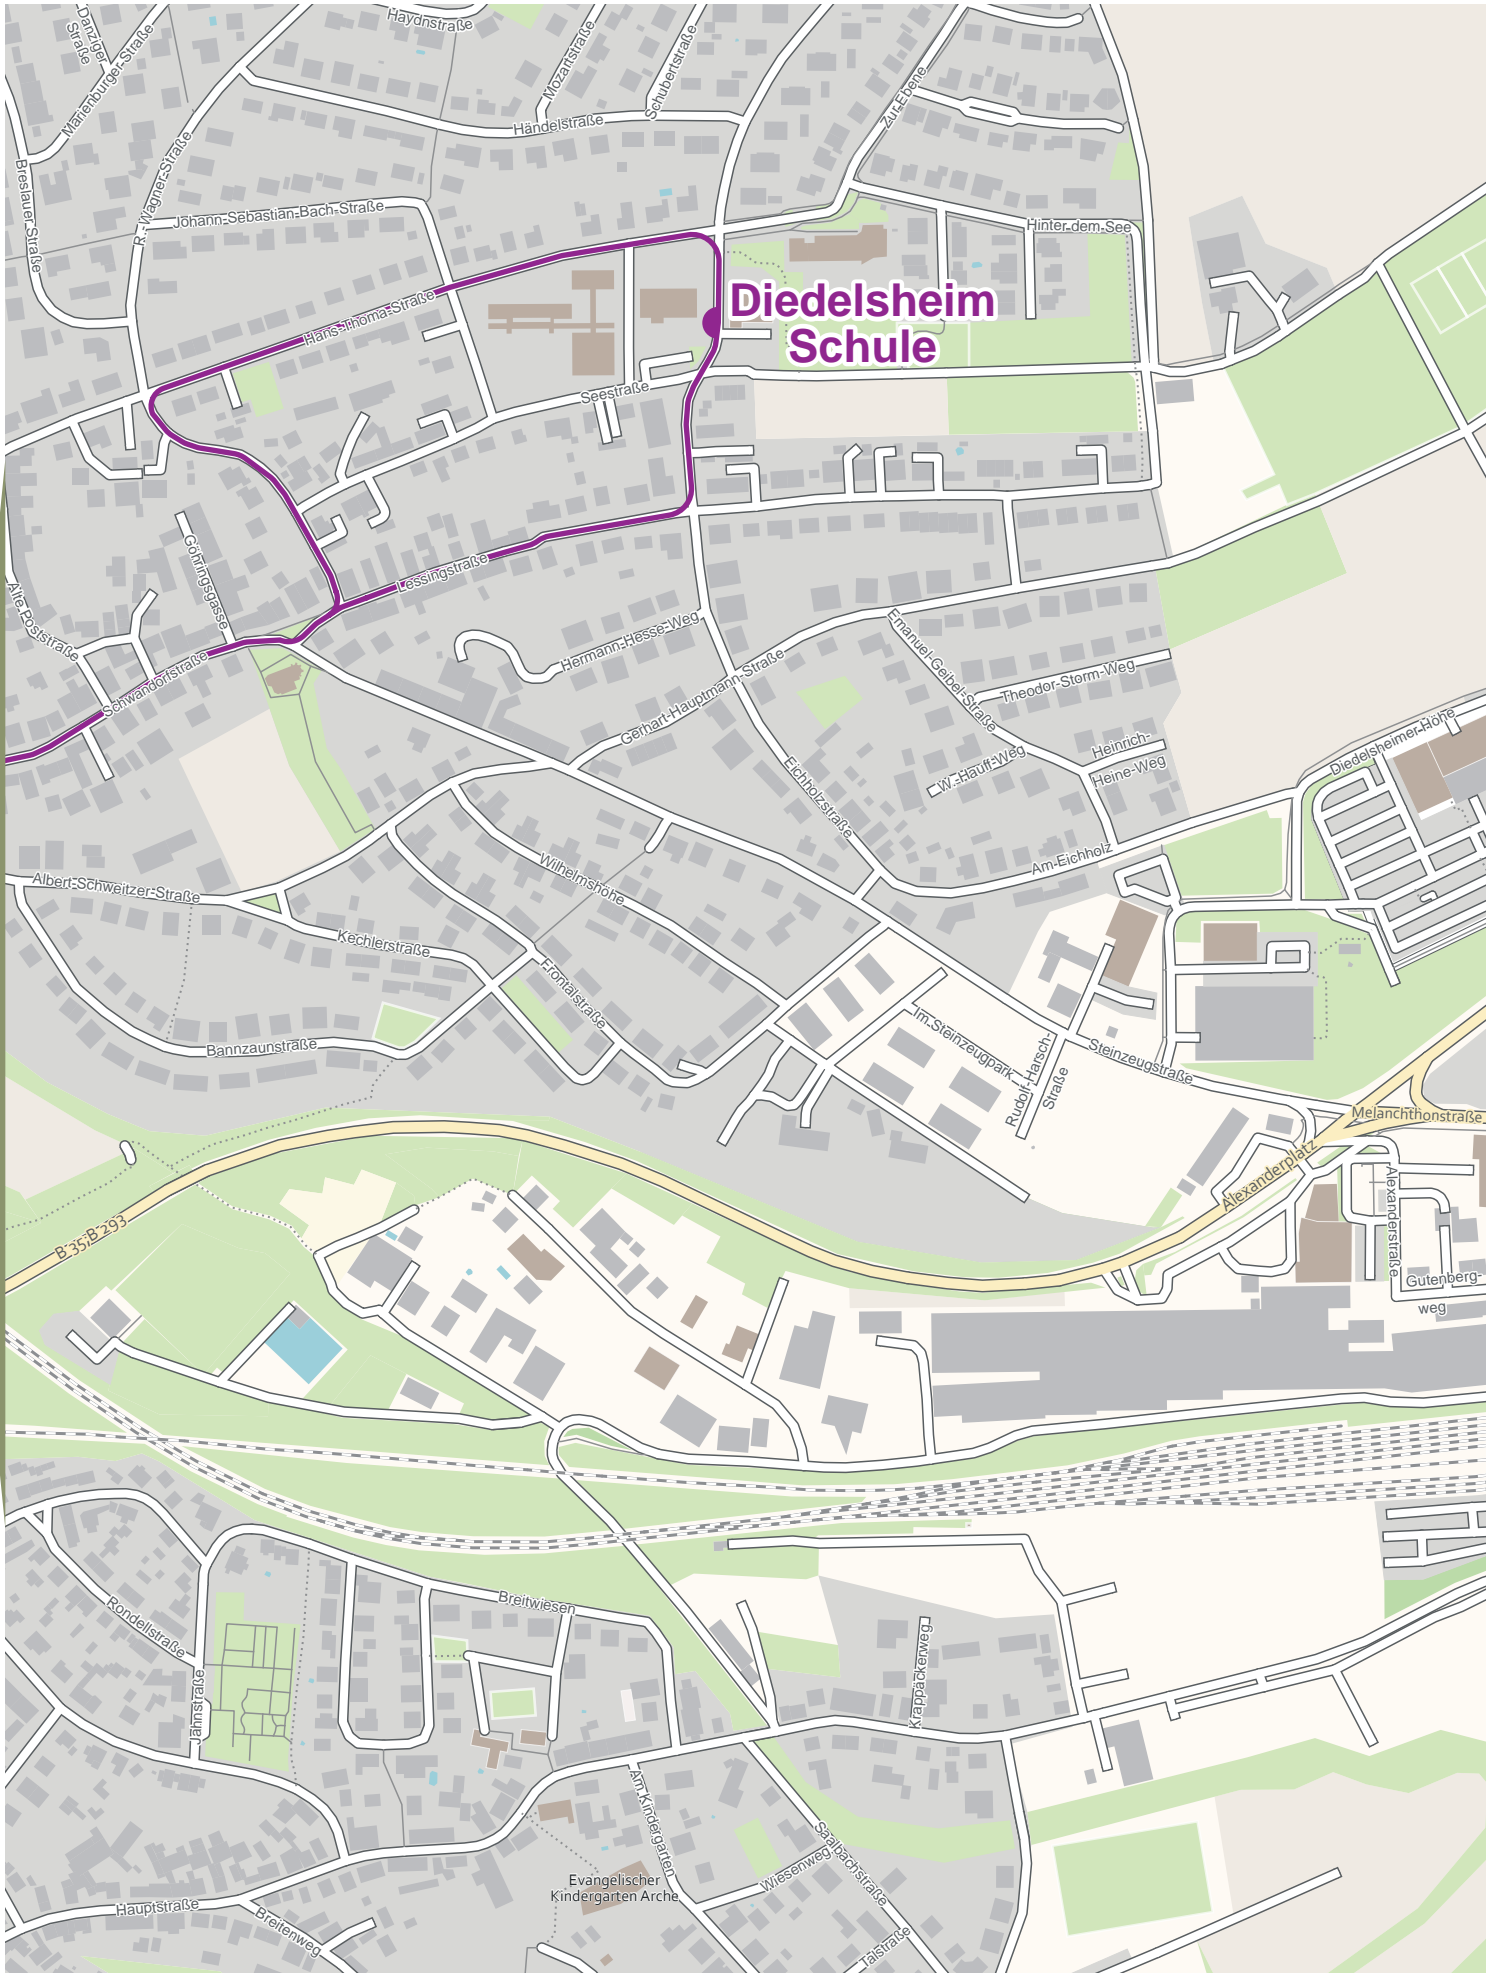 Haydnstraße
Danziger
Straße
Marienburger-Straße
Mozartstraße
Schubertstraße
Zur-Ebene
Händelstraße
R.-Wagner-Straße
Breslauer Straße
Johann-Sebastian-Bach-Straße
Hinter-dem-See
Hans-Thoma-Straße
Diedelsheim
Schule
Seestraße
Göhringsgasse
Lessingstraße
Alte-Poststraße
Hermann-Hesse-Weg
Emanuel-Geibel-Straße
Schwandorfstraße
Gerhart-Hauptmann-Straße
Theodor-Storm-Weg
Heinrich-
Heine-Weg
W.-Hauff-Weg
Diedelsheimer-Höhe
Eichholzstraße
Am-Eichholz
Wilhelmshöhe
Albert-Schweitzer-Straße
Kechlerstraße
Frontalstraße
Bannzaunstraße
Im-Steinzeugpark
Rudolf-Harsch-
Straße
Steinzeugstraße
Melanchthonstraße
Alexanderplatz
Alexanderstraße
B 35;B 293
Gutenberg-
weg
Breitwiesen
Rondellstraße
Jahnstraße
Krappäckerweg
Am.Kindergarten
Saalbachstraße
Wiesenweg
Evangelischer
Kindergarten Arche
Hauptstraße
Breitenweg
Talstraße